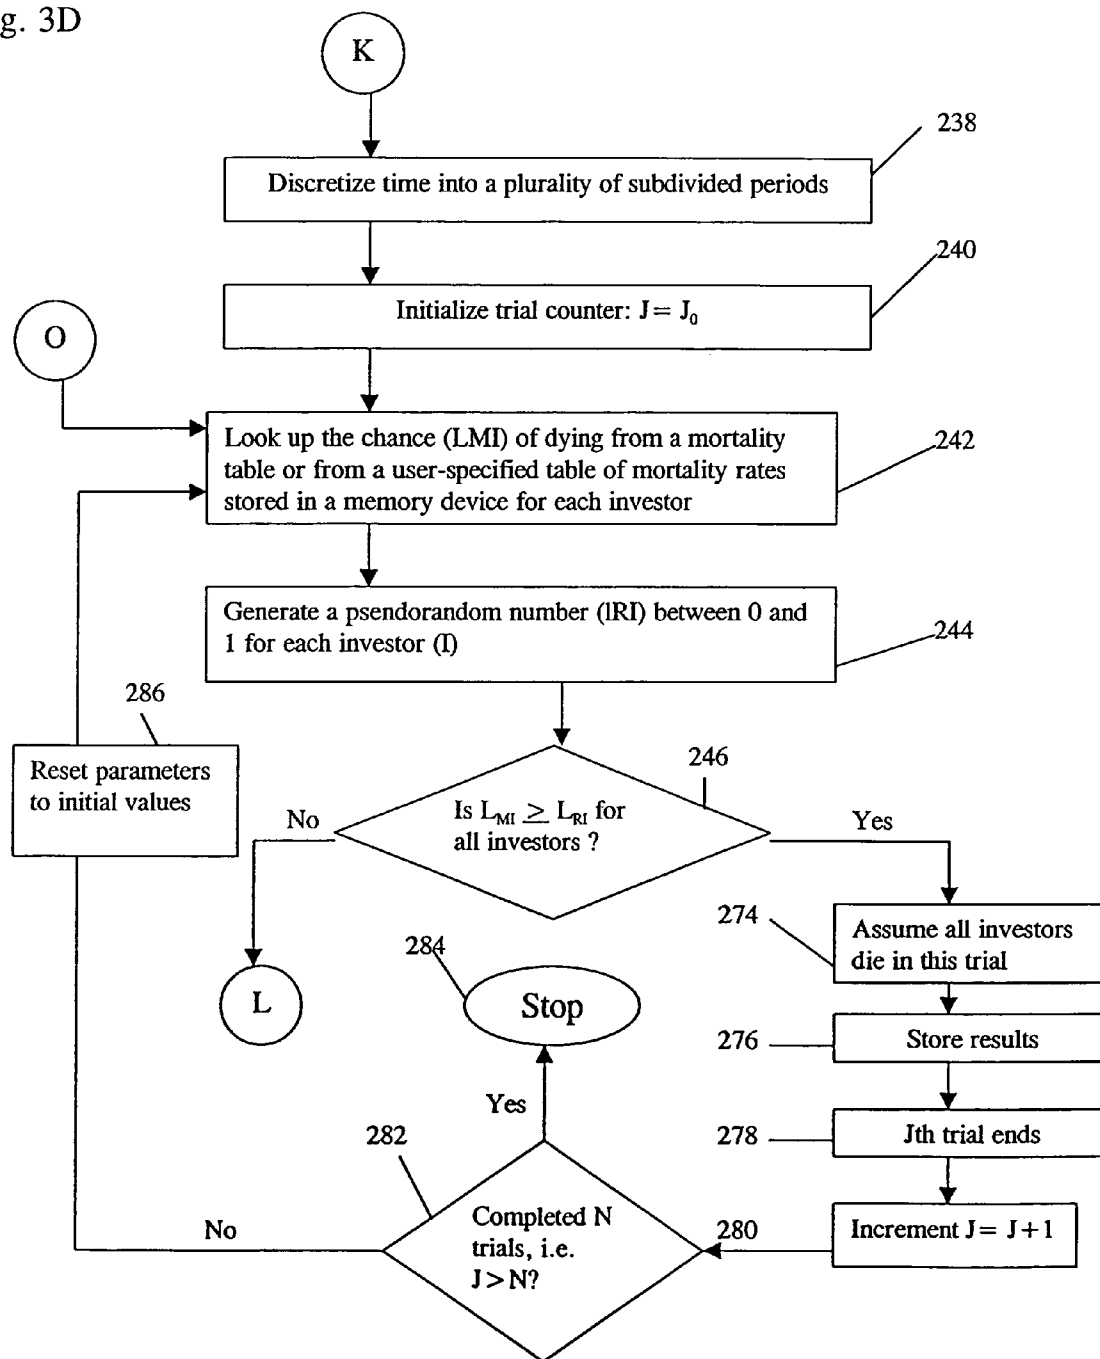 g. 3D
K
238
Discretize time into a plurality of subdivided periods
240
Initialize trial counter: J = J₀
O
Look up the chance (LMI) of dying from a mortality
table or from a user-specified table of mortality rates
stored in a memory device for each investor
242
Generate a psendorandom number (lRI) between 0 and
1 for each investor (I)
244
286
Reset parameters
to initial values
246
Is L_MI ≥ L_RI for
all investors ?
No
Yes
274
Assume all investors
die in this trial
284
L
Stop
276
Store results
Yes
278
Jth trial ends
282
Completed N
trials, i.e.
J > N?
280
Increment J = J + 1
No